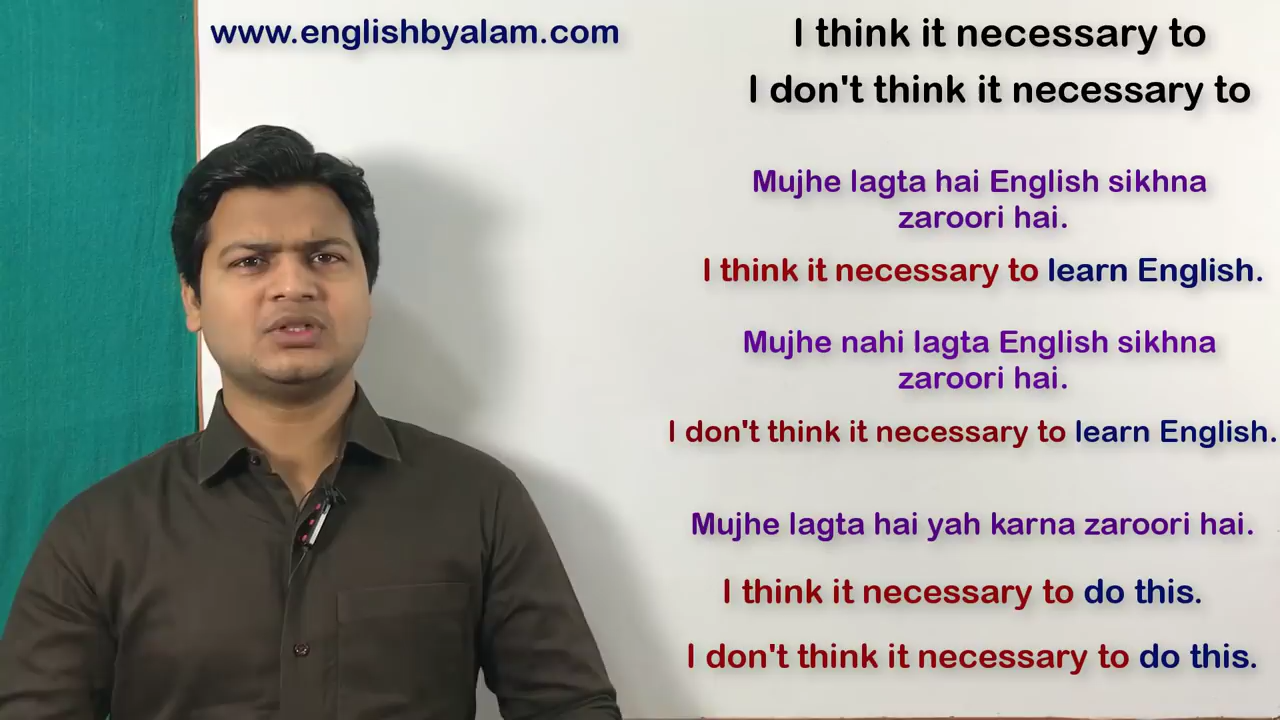 www.englishbyalam.com
I think it necessary to
I don't think it necessary to
Mujhe lagta hai English sikhna
zaroori hai.
I think it necessary to learn English.
Mujhe nahi lagta English sikhna
zaroori hai.
I don't think it necessary to learn English.
Mujhe lagta hai yah karna zaroori hai.
I think it necessary to do this.
I don't think it necessary to do this.